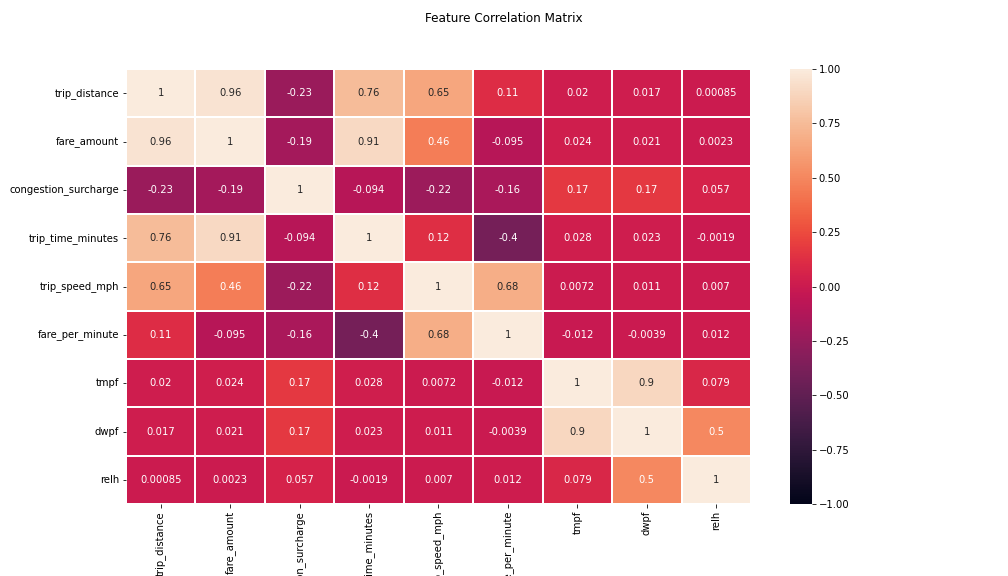 Feature Correlation Matrix
trip_distance 1 0.96 -0.23 0.76 0.65 0.11 0.02 0.017 0.00085
fare_amount 0.96 1 -0.19 0.91 0.46 -0.095 0.024 0.021 0.0023
congestion_surcharge -0.23 -0.19 1 -0.094 -0.22 -0.16 0.17 0.17 0.057
trip_time_minutes 0.76 0.91 -0.094 1 0.12 -0.4 0.028 0.023 -0.0019
trip_speed_mph 0.65 0.46 -0.22 0.12 1 0.68 0.0072 0.011 0.007
fare_per_minute 0.11 -0.095 -0.16 -0.4 0.68 1 -0.012 -0.0039 0.012
tmpf 0.02 0.024 0.17 0.028 0.0072 -0.012 1 0.9 0.079
dwpf 0.017 0.021 0.17 0.023 0.011 -0.0039 0.9 1 0.5
relh 0.00085 0.0023 0.057 -0.0019 0.007 0.012 0.079 0.5 1
trip_distance
fare_amount
on_surcharge
ime_minutes
_speed_mph
e_per_minute
tmpf
dwpf
relh
1.00
0.75
0.50
0.25
0.00
−0.25
−0.50
−0.75
−1.00